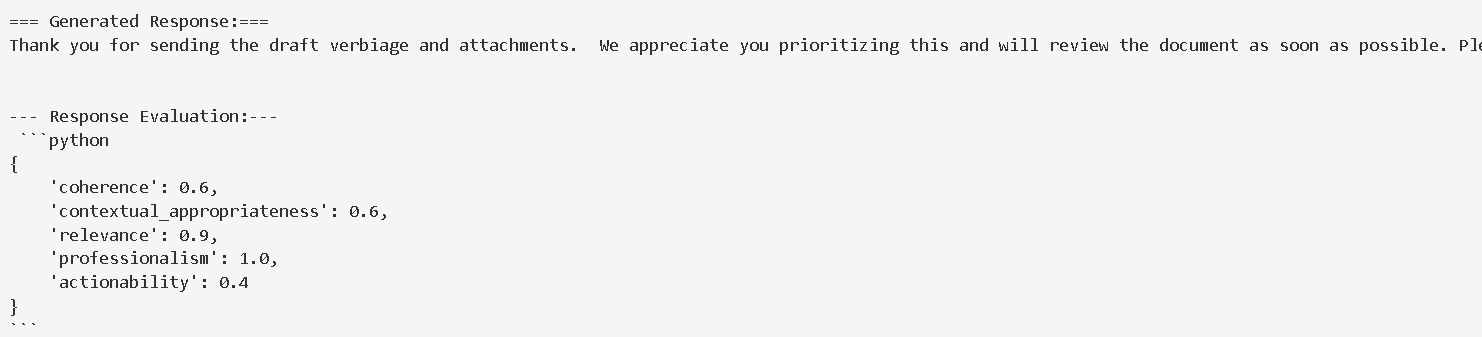 === Generated Response:===
Thank you for sending the draft verbiage and attachments.  We appreciate you prioritizing this and will review the document as soon as possible. Ple
--- Response Evaluation:---
 ```python
{
    'coherence': 0.6,
    'contextual_appropriateness': 0.6,
    'relevance': 0.9,
    'professionalism': 1.0,
    'actionability': 0.4
}
```